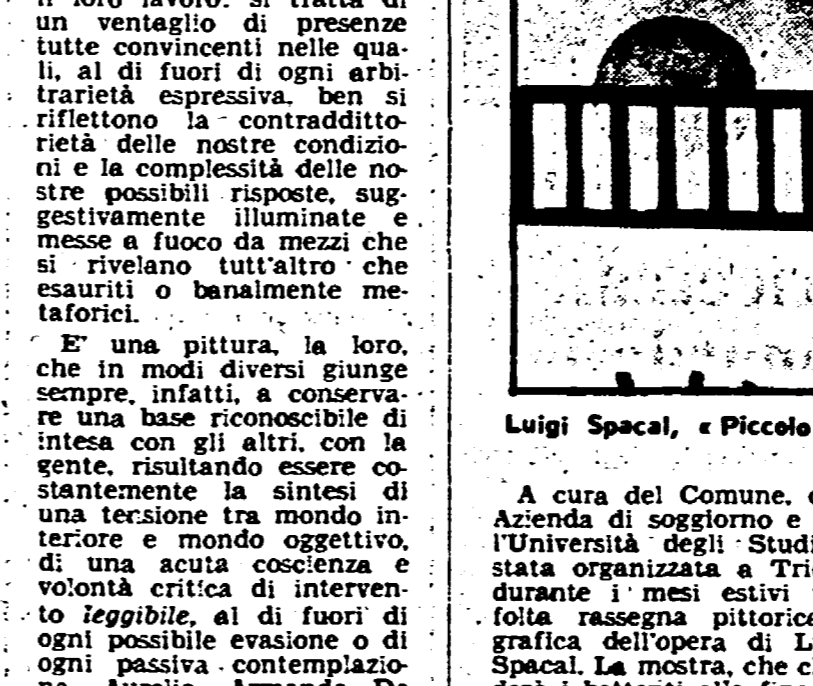 il loro lavoro: si tratta di
un ventaglio di presenze
tutte convincenti nelle qua-
li, al di fuori di ogni arbi-
trarietà espressiva, ben si
riflettono la contraddit­to-
rietà delle nostre condizio-
ni e la complessità delle no-
stre possibili risposte, sug-
gestivamente illuminate e
messe a fuoco da mezzi che
si rivelano tutt'altro che
esauriti o banalmente me-
taforici.
E' una pittura, la loro,
che in modi diversi giunge
sempre, infatti, a conserva-
re una base riconoscibile di
intesa con gli altri, con la
gente, risultando essere co-
stantemente la sintesi di
una tensione tra mondo in-
teriore e mondo oggettivo,
di una acuta coscienza e
volontà critica di interven-
to leggibile, al di fuori di
ogni possibile evasione o di
ogni passiva contemplazio-
Aurelio Armando De
Luigi Spacal, « Piccolo
A cura del Comune,
Azienda di soggiorno e
l'Università degli Studi
stata organizzata a Tri
durante i mesi estivi
folta rassegna pittorice
grafica dell'opera di L
Spacal. La mostra, che c